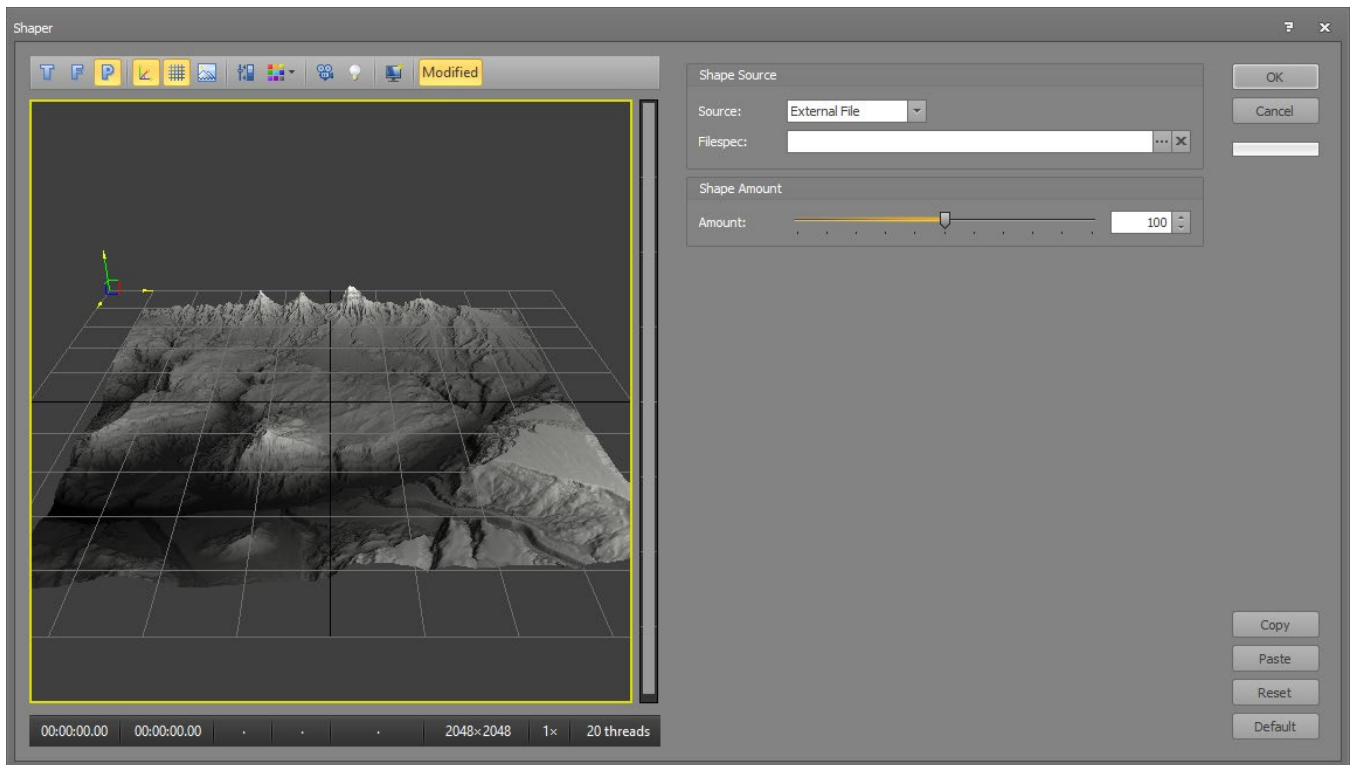 Shaper
T F P Modified
Shape Source
Source: External File
Filespec:
Shape Amount
Amount: 100
OK
Cancel
Copy
Paste
Reset
Default
00:00:00.00 00:00:00.00 . . . 2048×2048 1× 20 threads